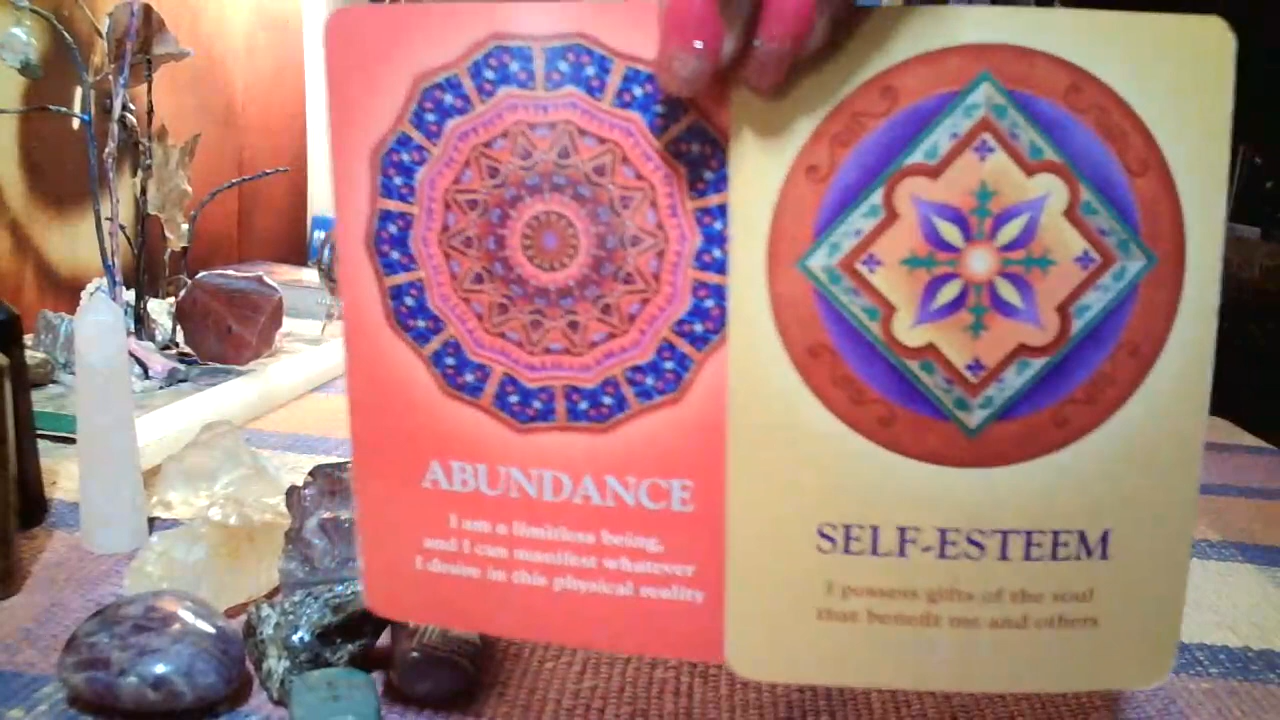 ABUNDANCE
I am a limitless being,
and I can manifest whatever
I desire in this physical reality
SELF-ESTEEM
I possess gifts of the soul
that benefit me and others